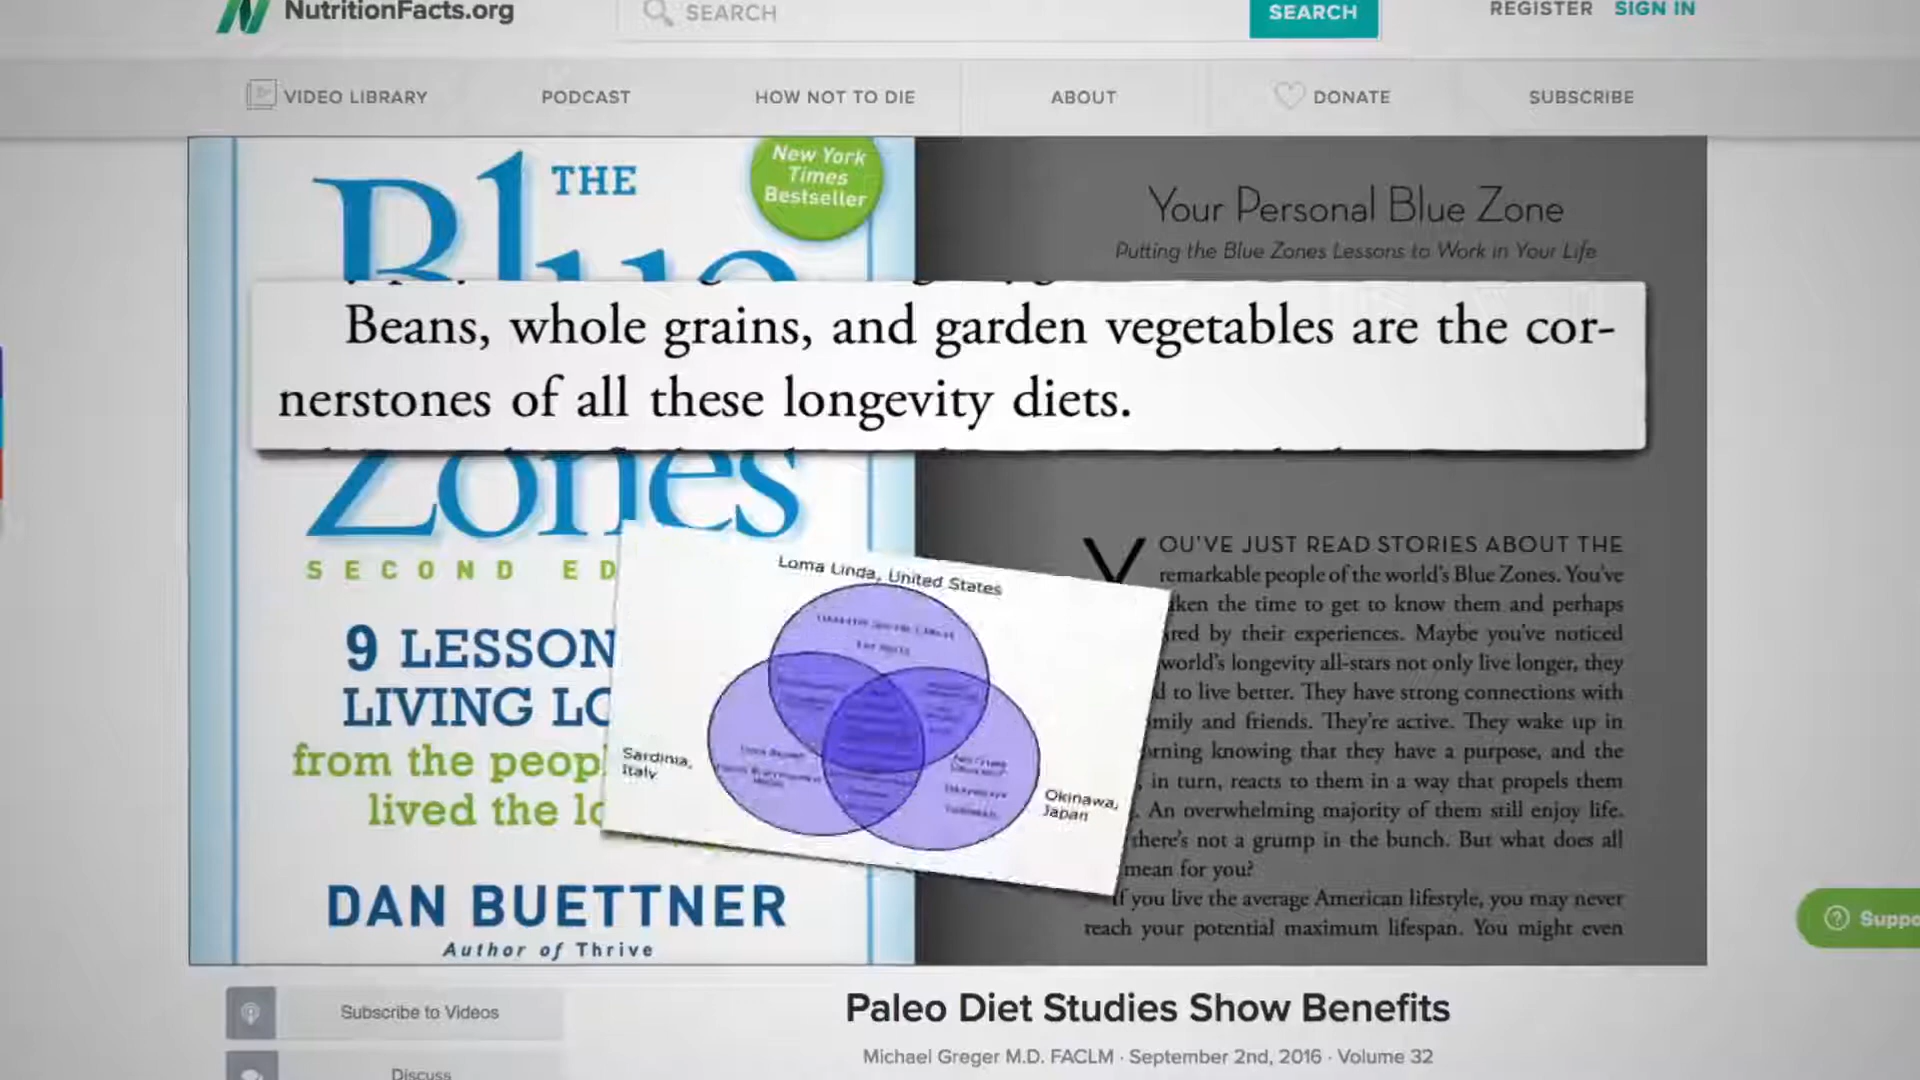 NutritionFacts.org
SEARCH
SEARCH
REGISTER SIGN IN
VIDEO LIBRARY
PODCAST
HOW NOT TO DIE
ABOUT
DONATE
SUBSCRIBE
THE
Blue
Zones
New York
Times
Bestseller
SECOND ED
9 LESSON
LIVING LO
from the peop
lived the lo
DAN BUETTNER
Author of Thrive
Your Personal Blue Zone
Putting the Blue Zones Lessons to Work in Your Life
Beans, whole grains, and garden vegetables are the cor-
nerstones of all these longevity diets.
Loma Linda, United States
Sardinia,
Italy
Okinawa,
Japan
YOU'VE JUST READ STORIES ABOUT THE
remarkable people of the world's Blue Zones. You've
ken the time to get to know them and perhaps
red by their experiences. Maybe you've noticed
world's longevity all-stars not only live longer, they
d to live better. They have strong connections with
mily and friends. They're active. They wake up in
rning knowing that they have a purpose, and the
, in turn, reacts to them in a way that propels them
. An overwhelming majority of them still enjoy life.
there's not a grump in the bunch. But what does all
mean for you?
If you live the average American lifestyle, you may never
reach your potential maximum lifespan. You might even
Suppo
Subscribe to Videos
Discuss
Paleo Diet Studies Show Benefits
Michael Greger M.D. FACLM · September 2nd, 2016 · Volume 32